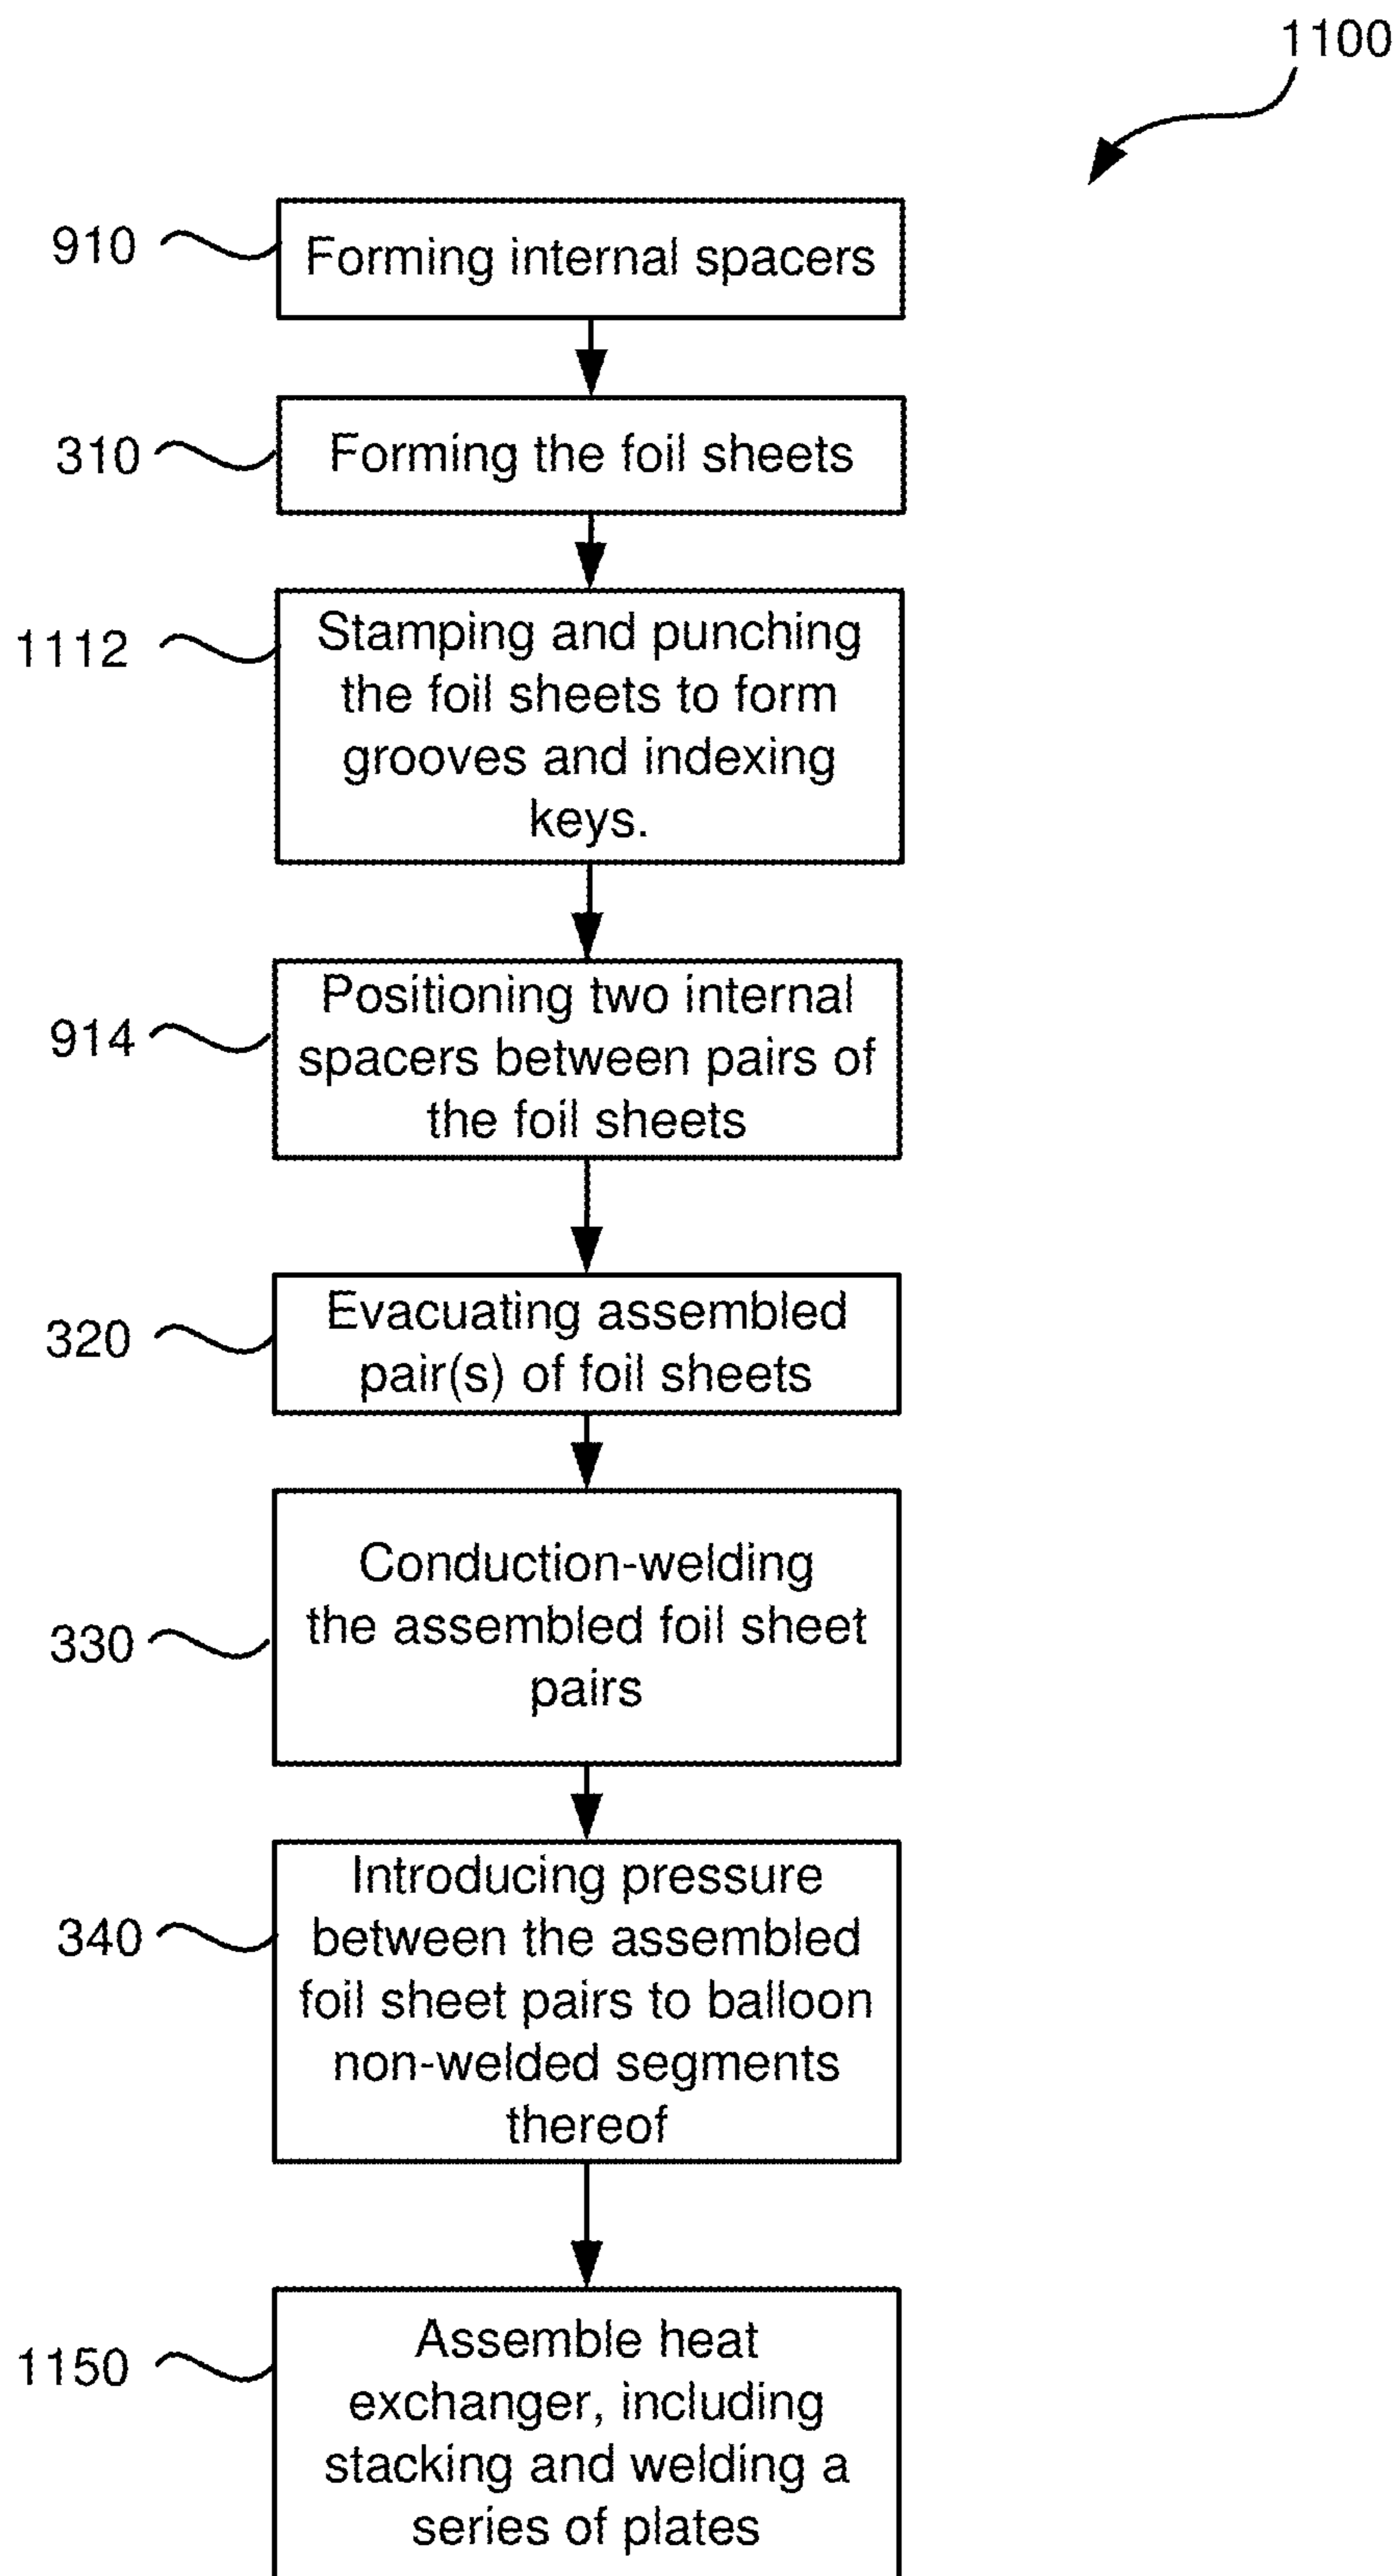 1100
910
Forming internal spacers
310
Forming the foil sheets
1112
Stamping and punching
the foil sheets to form
grooves and indexing
keys.
914
Positioning two internal
spacers between pairs of
the foil sheets
320
Evacuating assembled
pair(s) of foil sheets
330
Conduction-welding
the assembled foil sheet
pairs
340
Introducing pressure
between the assembled
foil sheet pairs to balloon
non-welded segments
thereof
1150
Assemble heat
exchanger, including
stacking and welding a
series of plates